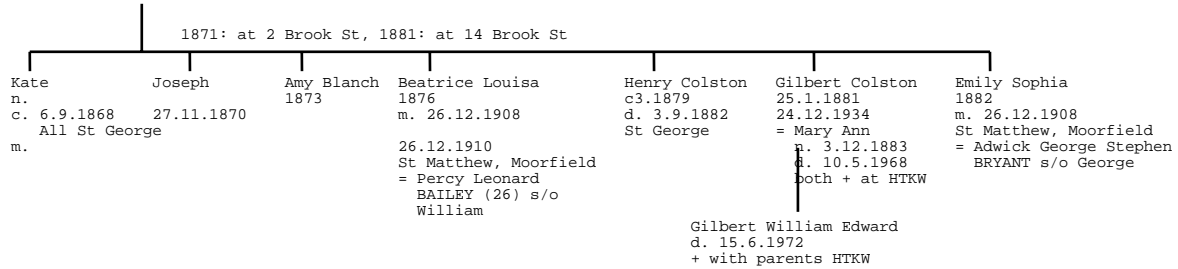 1871: at 2 Brook St, 1881: at 14 Brook St
Kate
n.
c. 6.9.1868
All St George
m.
Joseph
27.11.1870
Amy Blanch
1873
Beatrice Louisa
1876
m. 26.12.1908
26.12.1910
St Matthew, Moorfield
= Percy Leonard
BAILEY (26) s/o
William
Henry Colston
c3.1879
d. 3.9.1882
St George
Gilbert Colston
25.1.1881
24.12.1934
= Mary Ann
n. 3.12.1883
d. 10.5.1968
both + at HTKW
Gilbert William Edward
d. 15.6.1972
+ with parents HTKW
Emily Sophia
1882
m. 26.12.1908
St Matthew, Moorfield
= Adwick George Stephen
BRYANT s/o George